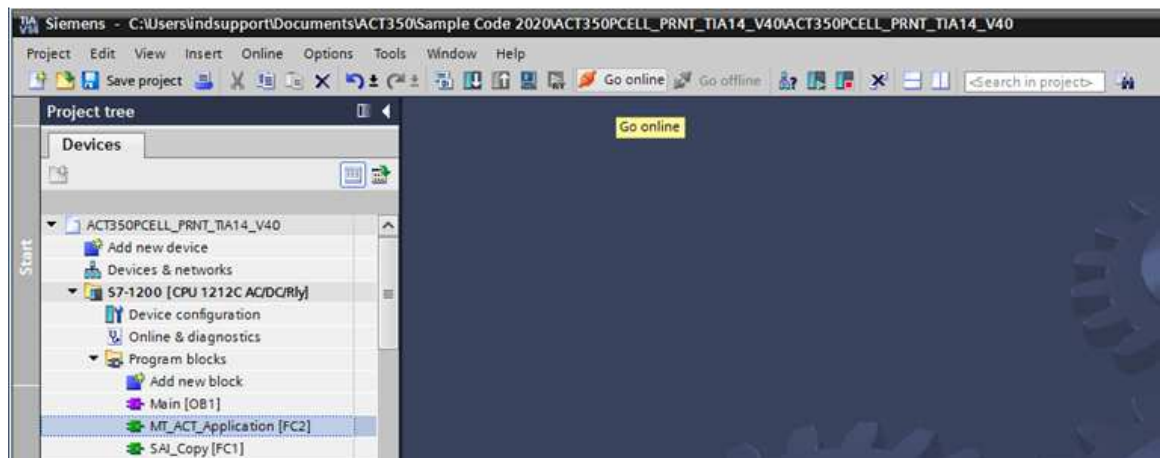 Siemens - C:\Users\indsupport\Documents\ACT350\Sample Code 2020\ACT350PCELL_PRNT_TIA14_V40\ACT350PCELL_PRNT_TIA14_V40
Project Edit View Insert Online Options Tools Window Help
Save project Go online Go offline <Search in project>
Project tree
Go online
Devices
Start
ACT350PCELL_PRNT_TIA14_V40
Add new device
Devices & networks
S7-1200 [CPU 1212C AC/DC/Rly]
Device configuration
Online & diagnostics
Program blocks
Add new block
Main [OB1]
MT_ACT_Application [FC2]
SAI_Copy [FC1]